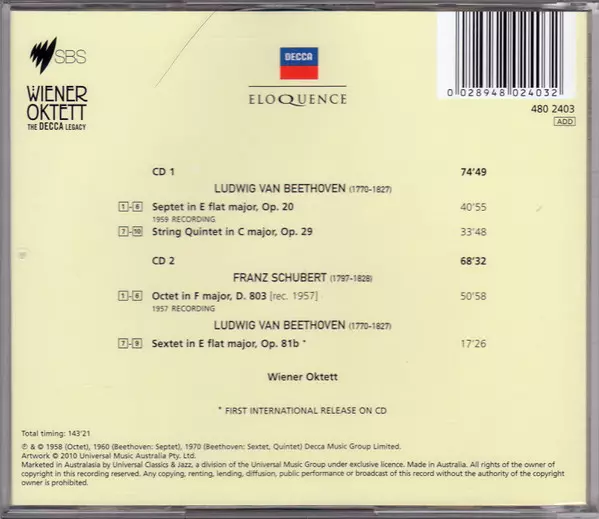 SBS
WIENER
OKTETT
THE DECCA LEGACY
DECCA
ELOQUENCE
0 028948 024032
480 2403
ADD
CD 1 74'49
LUDWIG VAN BEETHOVEN (1770-1827)
1-6 Septet in E flat major, Op. 20 40'55
1959 RECORDING
7-10 String Quintet in C major, Op. 29 33'48
CD 2 68'32
FRANZ SCHUBERT (1797-1828)
1-6 Octet in F major, D. 803 [rec. 1957] 50'58
1957 RECORDING
LUDWIG VAN BEETHOVEN (1770-1827)
7-9 Sextet in E flat major, Op. 81b * 17'26
Wiener Oktett
* FIRST INTERNATIONAL RELEASE ON CD
Total timing: 143'21
℗ & © 1958 (Octet), 1960 (Beethoven: Septet), 1970 (Beethoven: Sextet, Quintet) Decca Music Group Limited.
Artwork © 2010 Universal Music Australia Pty. Ltd.
Marketed in Australasia by Universal Classics & Jazz, a division of the Universal Music Group under exclusive licence. Made in Australia. All rights of the owner of
copyright in this recording reserved. Any copying, renting, lending, diffusion, public performance or broadcast of this record without the authority of the copyright
owner is prohibited.